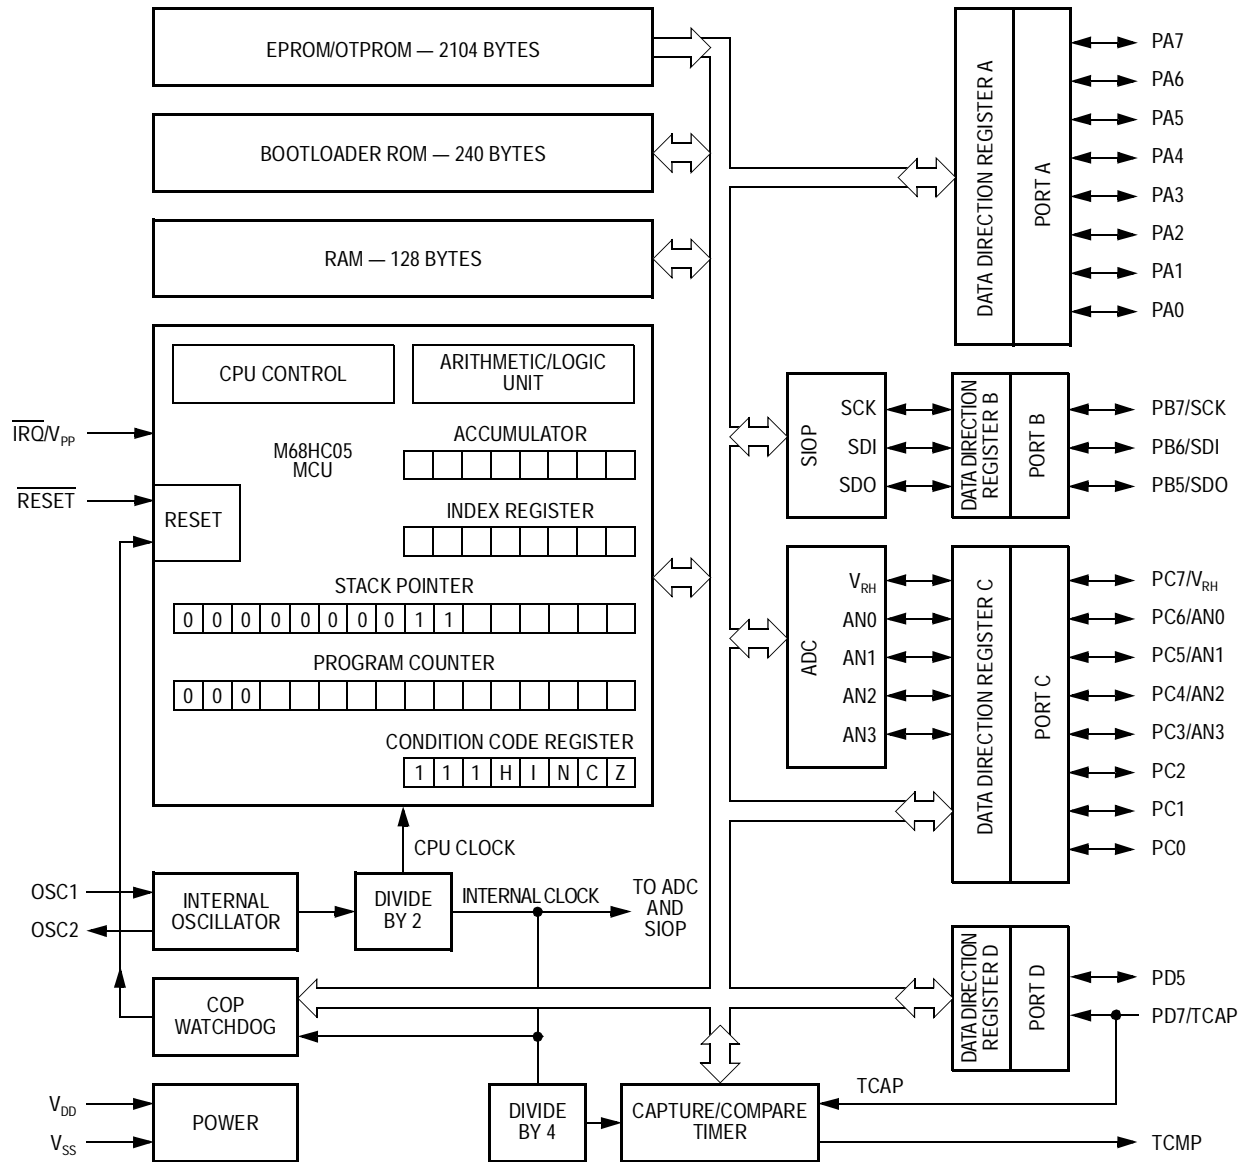 EPROM/OTPROM — 2104 BYTES
BOOTLOADER ROM — 240 BYTES
RAM — 128 BYTES
CPU CONTROL
ARITHMETIC/LOGIC
UNIT
M68HC05
MCU
ACCUMULATOR
INDEX REGISTER
STACK POINTER
0 0 0 0 0 0 0 0 1 1
PROGRAM COUNTER
0 0 0
CONDITION CODE REGISTER
1 1 1 H I N C Z
IRQ/VPP
RESET
RESET
CPU CLOCK
OSC1
OSC2
INTERNAL
OSCILLATOR
DIVIDE
BY 2
INTERNAL CLOCK
TO ADC
AND
SIOP
COP
WATCHDOG
VDD
VSS
POWER
DIVIDE
BY 4
CAPTURE/COMPARE
TIMER
TCAP
TCMP
DATA DIRECTION REGISTER A
PORT A
PA7
PA6
PA5
PA4
PA3
PA2
PA1
PA0
SIOP
SCK
SDI
SDO
DATA DIRECTION
REGISTER B
PORT B
PB7/SCK
PB6/SDI
PB5/SDO
ADC
VRH
AN0
AN1
AN2
AN3
DATA DIRECTION REGISTER C
PORT C
PC7/VRH
PC6/AN0
PC5/AN1
PC4/AN2
PC3/AN3
PC2
PC1
PC0
DATA DIRECTION
REGISTER D
PORT D
PD5
PD7/TCAP